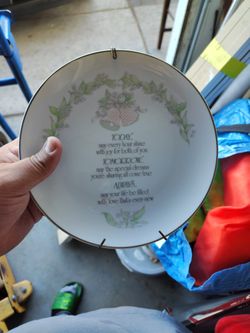 TODAY,
may every hour shine
with joy for both of you
TOMORROW,
may the special dreams
you're sharing all come true
ALWAYS,
may your life be filled
with love that's ever new